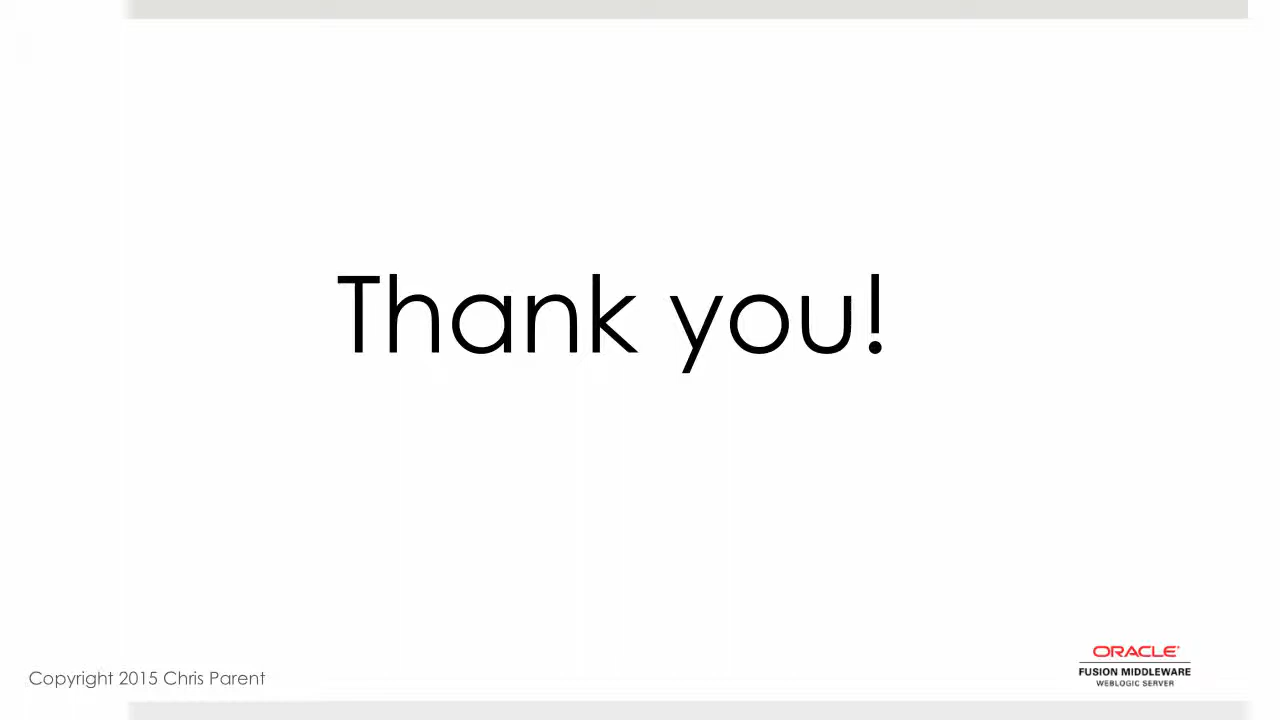 Thank you!
Copyright 2015 Chris Parent
ORACLE®
FUSION MIDDLEWARE
WEBLOGIC SERVER